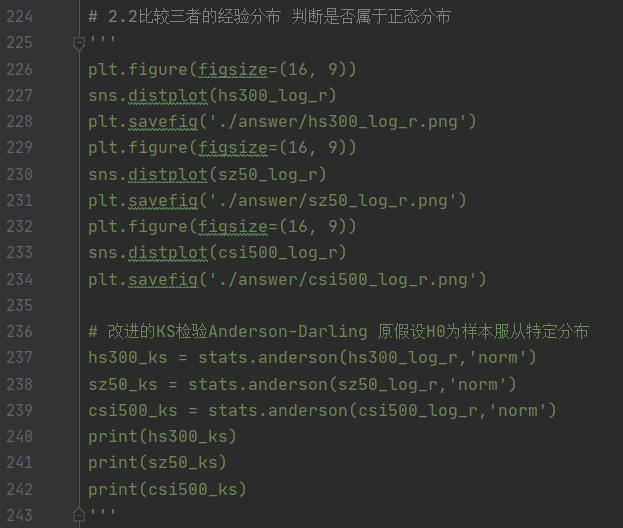 224 # 2.2比较三者的经验分布 判断是否属于正态分布
225 '''
226 plt.figure(figsize=(16, 9))
227 sns.distplot(hs300_log_r)
228 plt.savefig('./answer/hs300_log_r.png')
229 plt.figure(figsize=(16, 9))
230 sns.distplot(sz50_log_r)
231 plt.savefig('./answer/sz50_log_r.png')
232 plt.figure(figsize=(16, 9))
233 sns.distplot(csi500_log_r)
234 plt.savefig('./answer/csi500_log_r.png')
235
236 # 改进的KS检验Anderson-Darling 原假设H0为样本服从特定分布
237 hs300_ks = stats.anderson(hs300_log_r,'norm')
238 sz50_ks = stats.anderson(sz50_log_r,'norm')
239 csi500_ks = stats.anderson(csi500_log_r,'norm')
240 print(hs300_ks)
241 print(sz50_ks)
242 print(csi500_ks)
243 '''